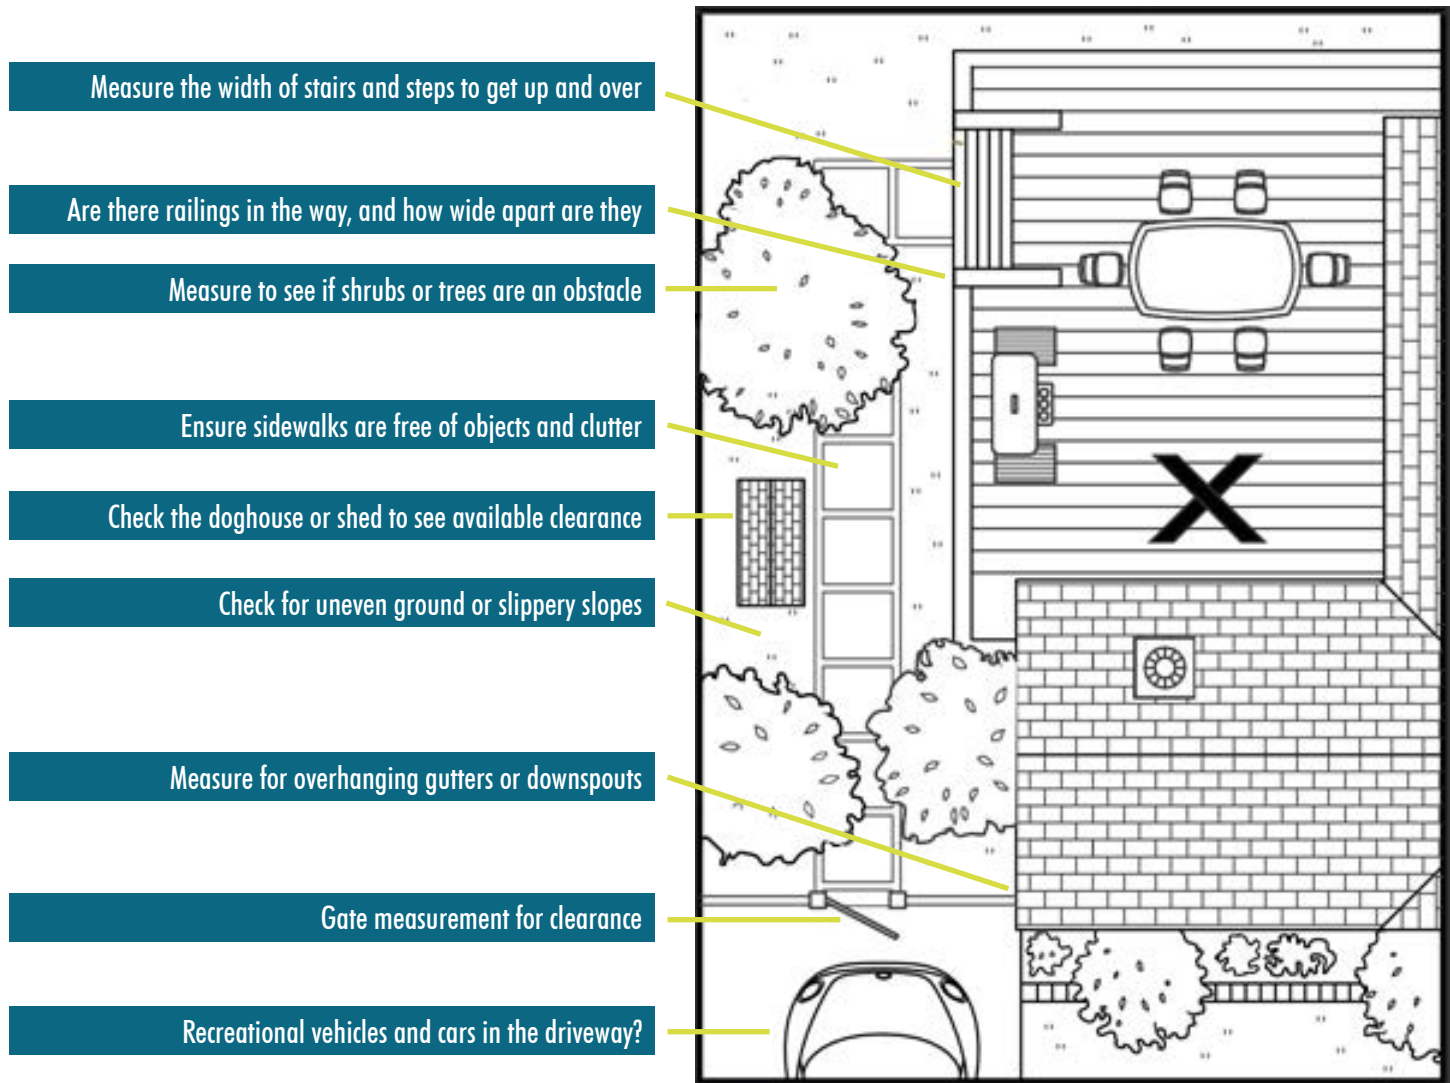 Measure the width of stairs and steps to get up and over
Are there railings in the way, and how wide apart are they
Measure to see if shrubs or trees are an obstacle
Ensure sidewalks are free of objects and clutter
Check the doghouse or shed to see available clearance
Check for uneven ground or slippery slopes
Measure for overhanging gutters or downspouts
Gate measurement for clearance
Recreational vehicles and cars in the driveway?
X